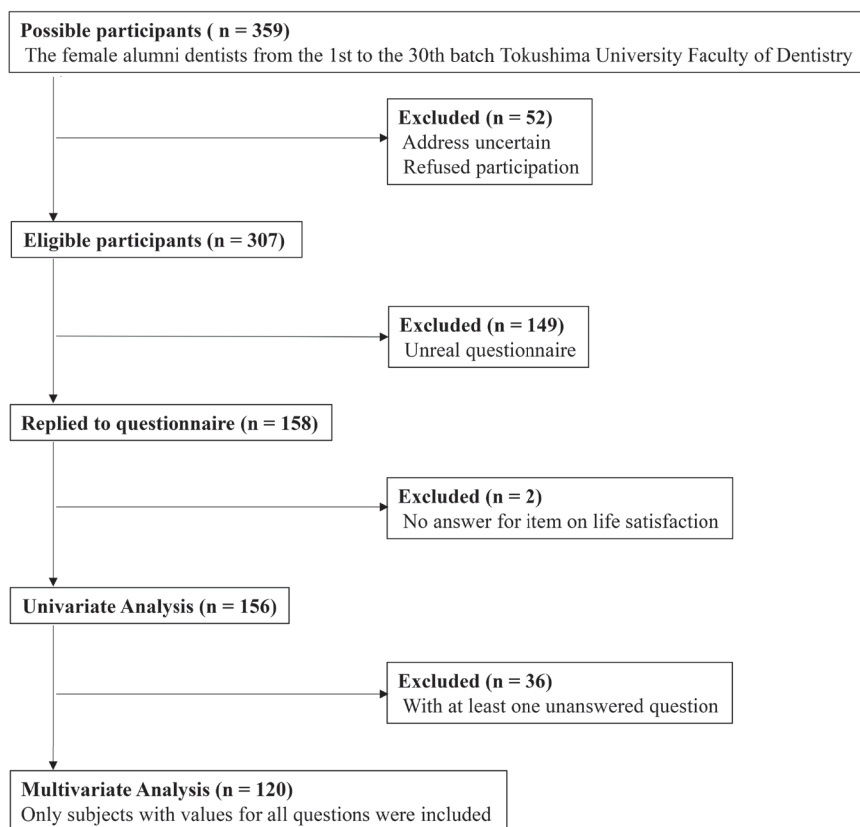 Possible participants ( n = 359)
The female alumni dentists from the 1st to the 30th batch Tokushima University Faculty of Dentistry
Excluded (n = 52)
Address uncertain
Refused participation
Eligible participants (n = 307)
Excluded (n = 149)
Unreal questionnaire
Replied to questionnaire (n = 158)
Excluded (n = 2)
No answer for item on life satisfaction
Univariate Analysis (n = 156)
Excluded (n = 36)
With at least one unanswered question
Multivariate Analysis (n = 120)
Only subjects with values for all questions were included